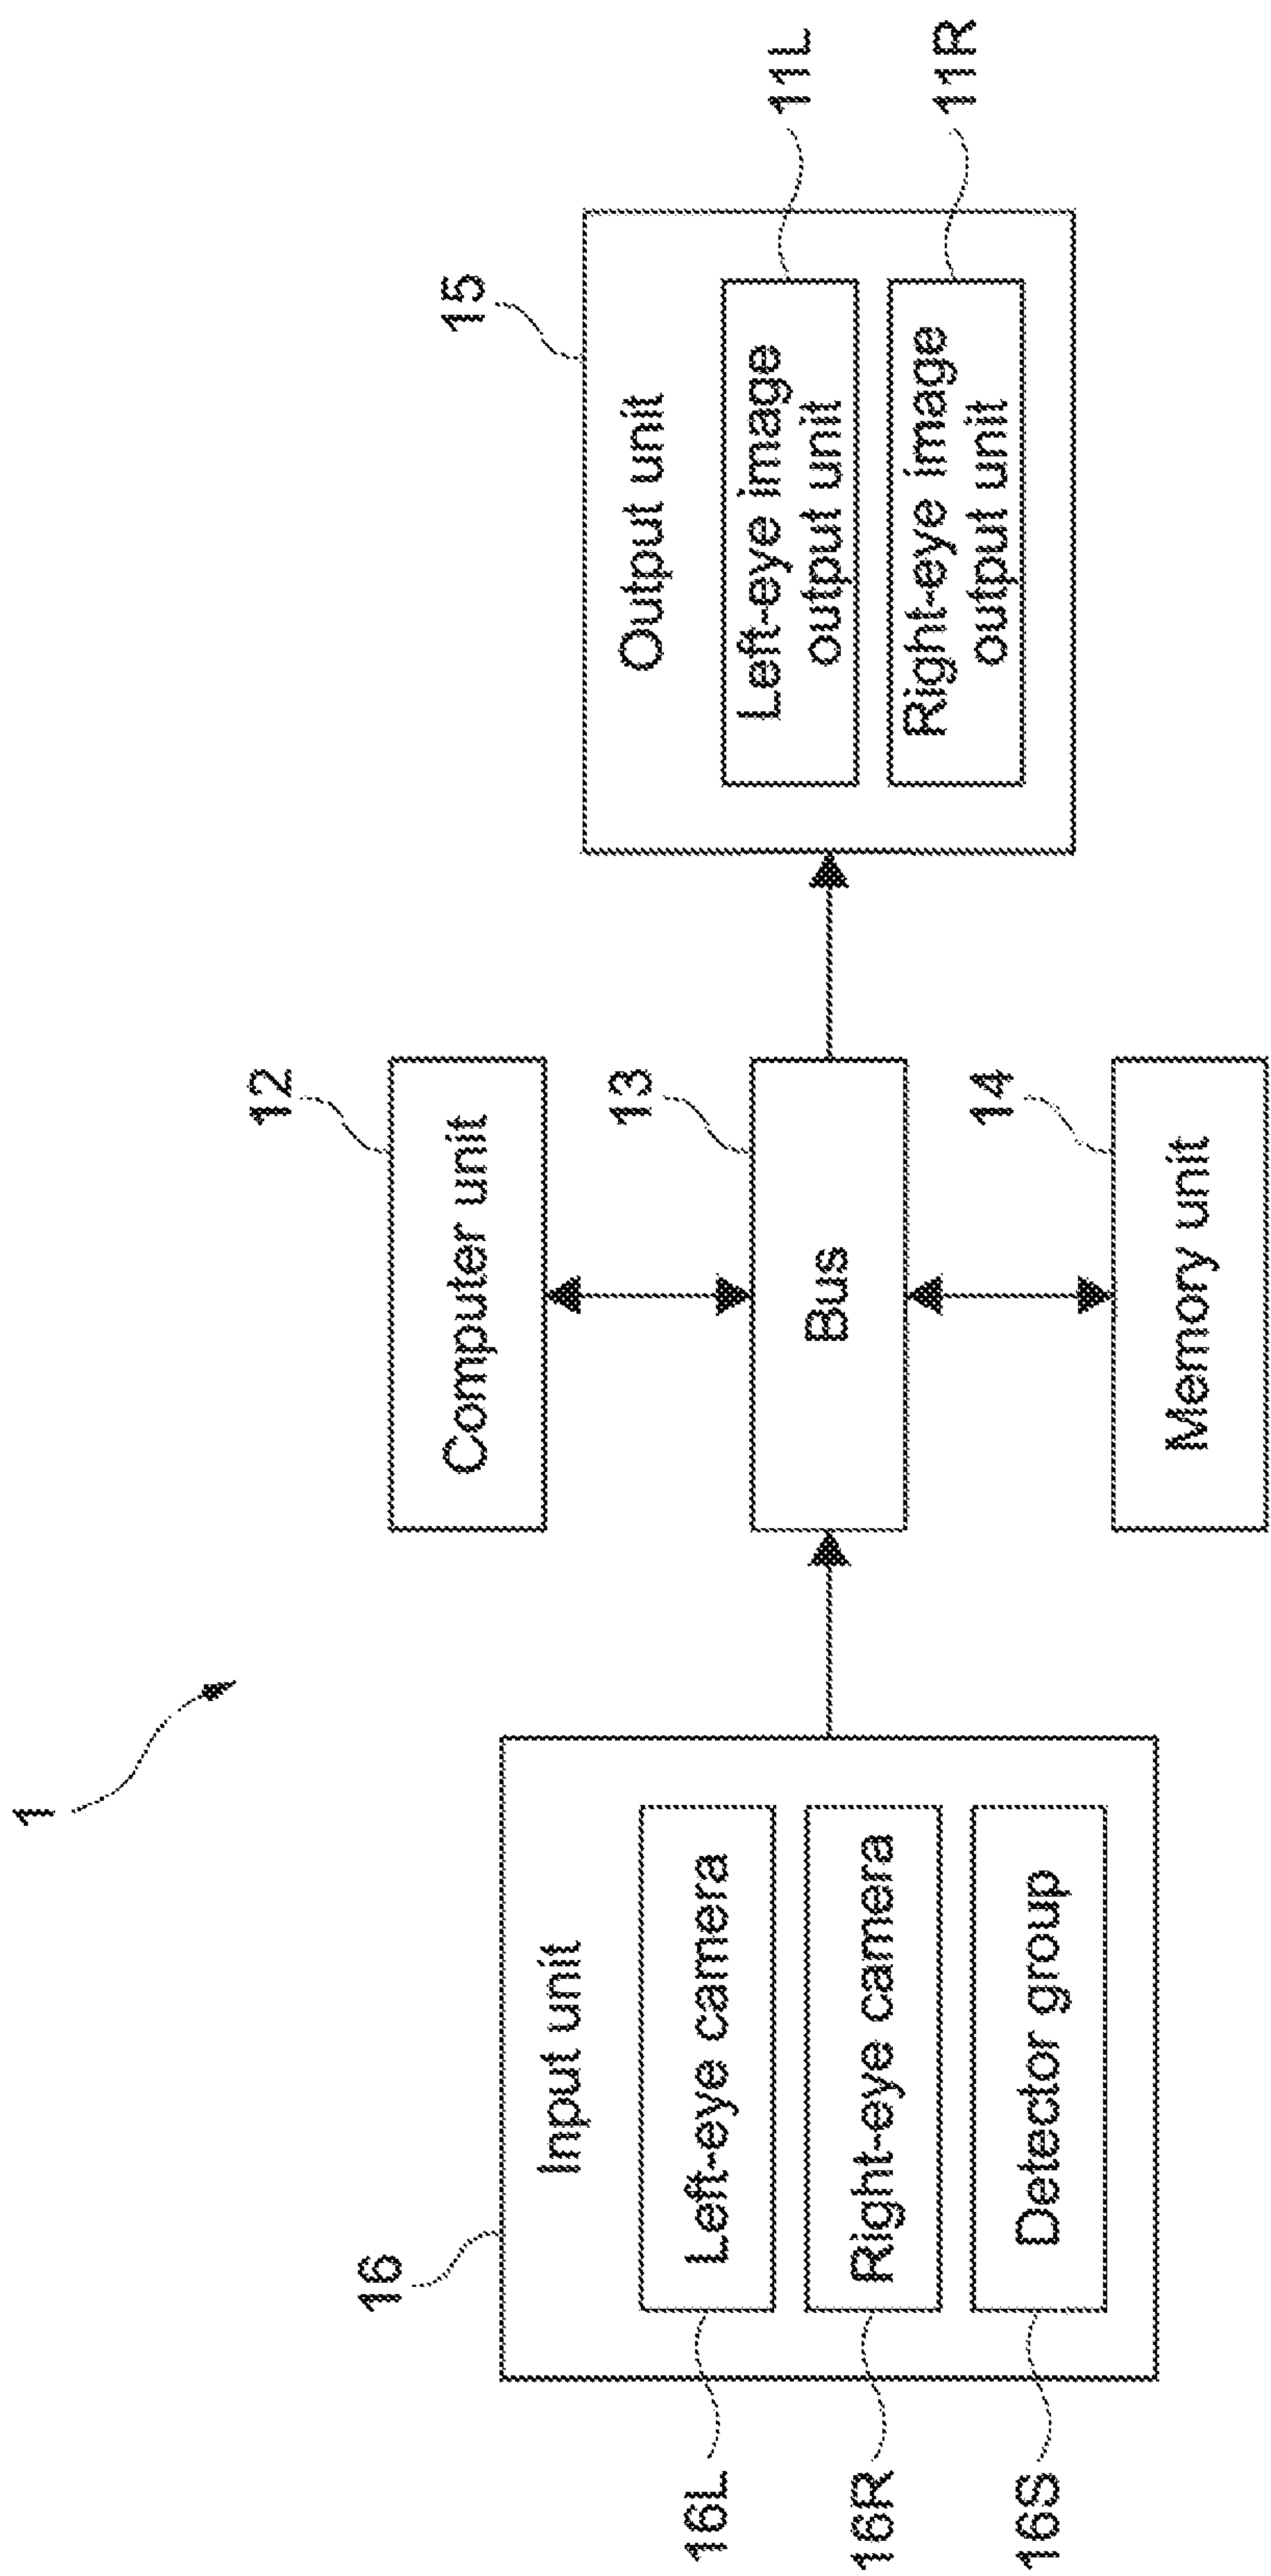 1
12
Computer unit
15
Output unit
Left-eye image
output unit
11L
Right-eye image
output unit
11R
13
Bus
14
Memory unit
16
Input unit
16L
Left-eye camera
16R
Right-eye camera
16S
Detector group